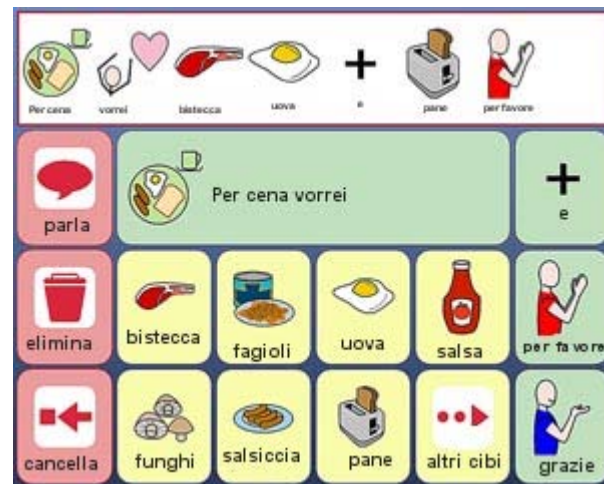 Per cena vorrei bistecca uova e pane per favore
parla Per cena vorrei e
elimina bistecca fagioli uova salsa per favore
cancella funghi salsiccia pane altri cibi grazie